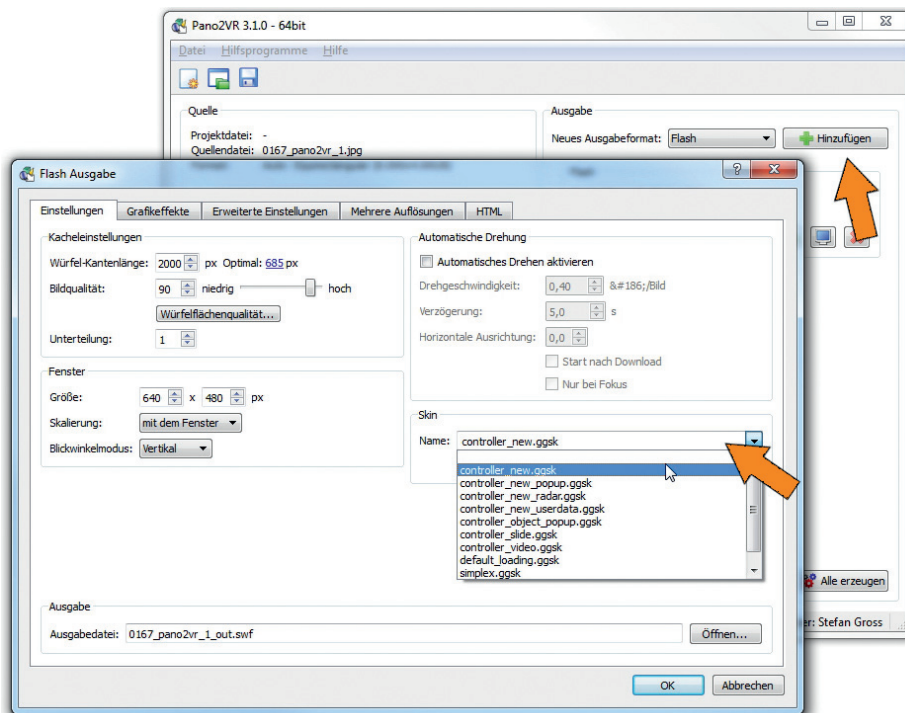 Pano2VR 3.1.0 - 64bit
Datei Hilfsprogramme Hilfe
Quelle
Projektdatei: -
Quellendatei: 0167_pano2vr_1.jpg
Ausgabe
Neues Ausgabeformat: Flash Hinzufügen
Flash
Flash Ausgabe
Einstellungen Grafikeffekte Erweiterte Einstellungen Mehrere Auflösungen HTML
Kacheleinstellungen
Würfel-Kantenlänge: 2000 px Optimal: 685 px
Bildqualität: 90 niedrig hoch
Würfelflächenqualität...
Unterteilung: 1
Fenster
Größe: 640 x 480 px
Skalierung: mit dem Fenster
Blickwinkelmodus: Vertikal
Automatische Drehung
Automatisches Drehen aktivieren
Drehgeschwindigkeit: 0,40 &#186;/Bild
Verzögerung: 5,0 s
Horizontale Ausrichtung: 0,0
Start nach Download
Nur bei Fokus
Skin
Name: controller_new.ggsk
controller_new.ggsk
controller_new_popup.ggsk
controller_new_radar.ggsk
controller_new_userdata.ggsk
controller_object_popup.ggsk
controller_slide.ggsk
controller_video.ggsk
default_loading.ggsk
simplex.ggsk
Alle erzeugen
er: Stefan Gross
Ausgabe
Ausgabedatei: 0167_pano2vr_1_out.swf Öffnen...
OK Abbrechen